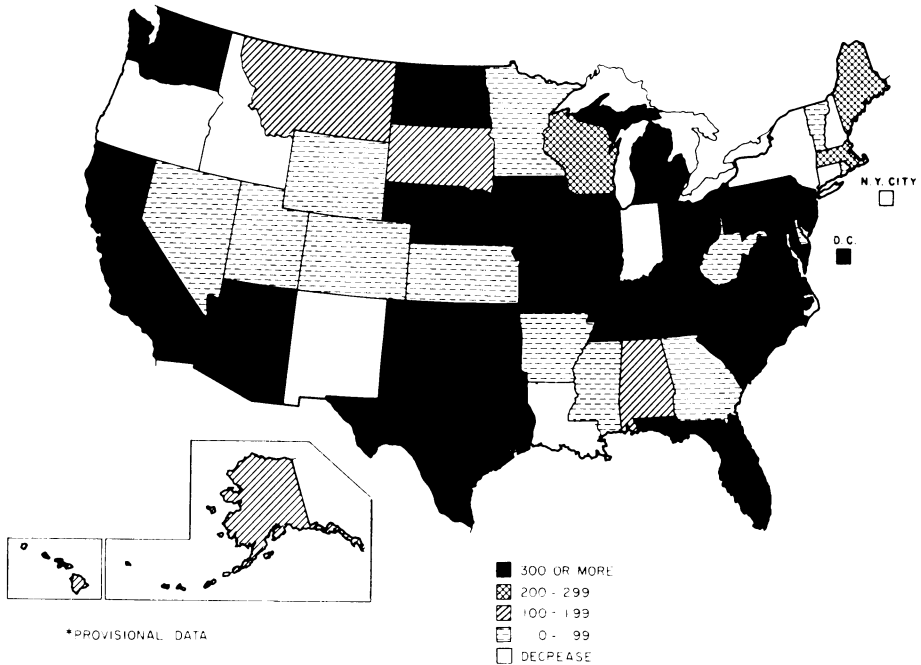 N.Y. CITY
D.C.
300 OR MORE
200 - 299
100 - 199
0 - 99
DECREASE
*PROVISIONAL DATA